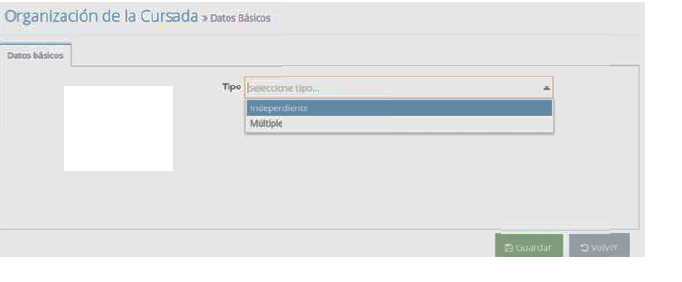 Organización de la Cursada » Datos Básicos
Datos básicos
Tipo Seleccione tipo...
Independiente
Múltiple
Guardar Volver